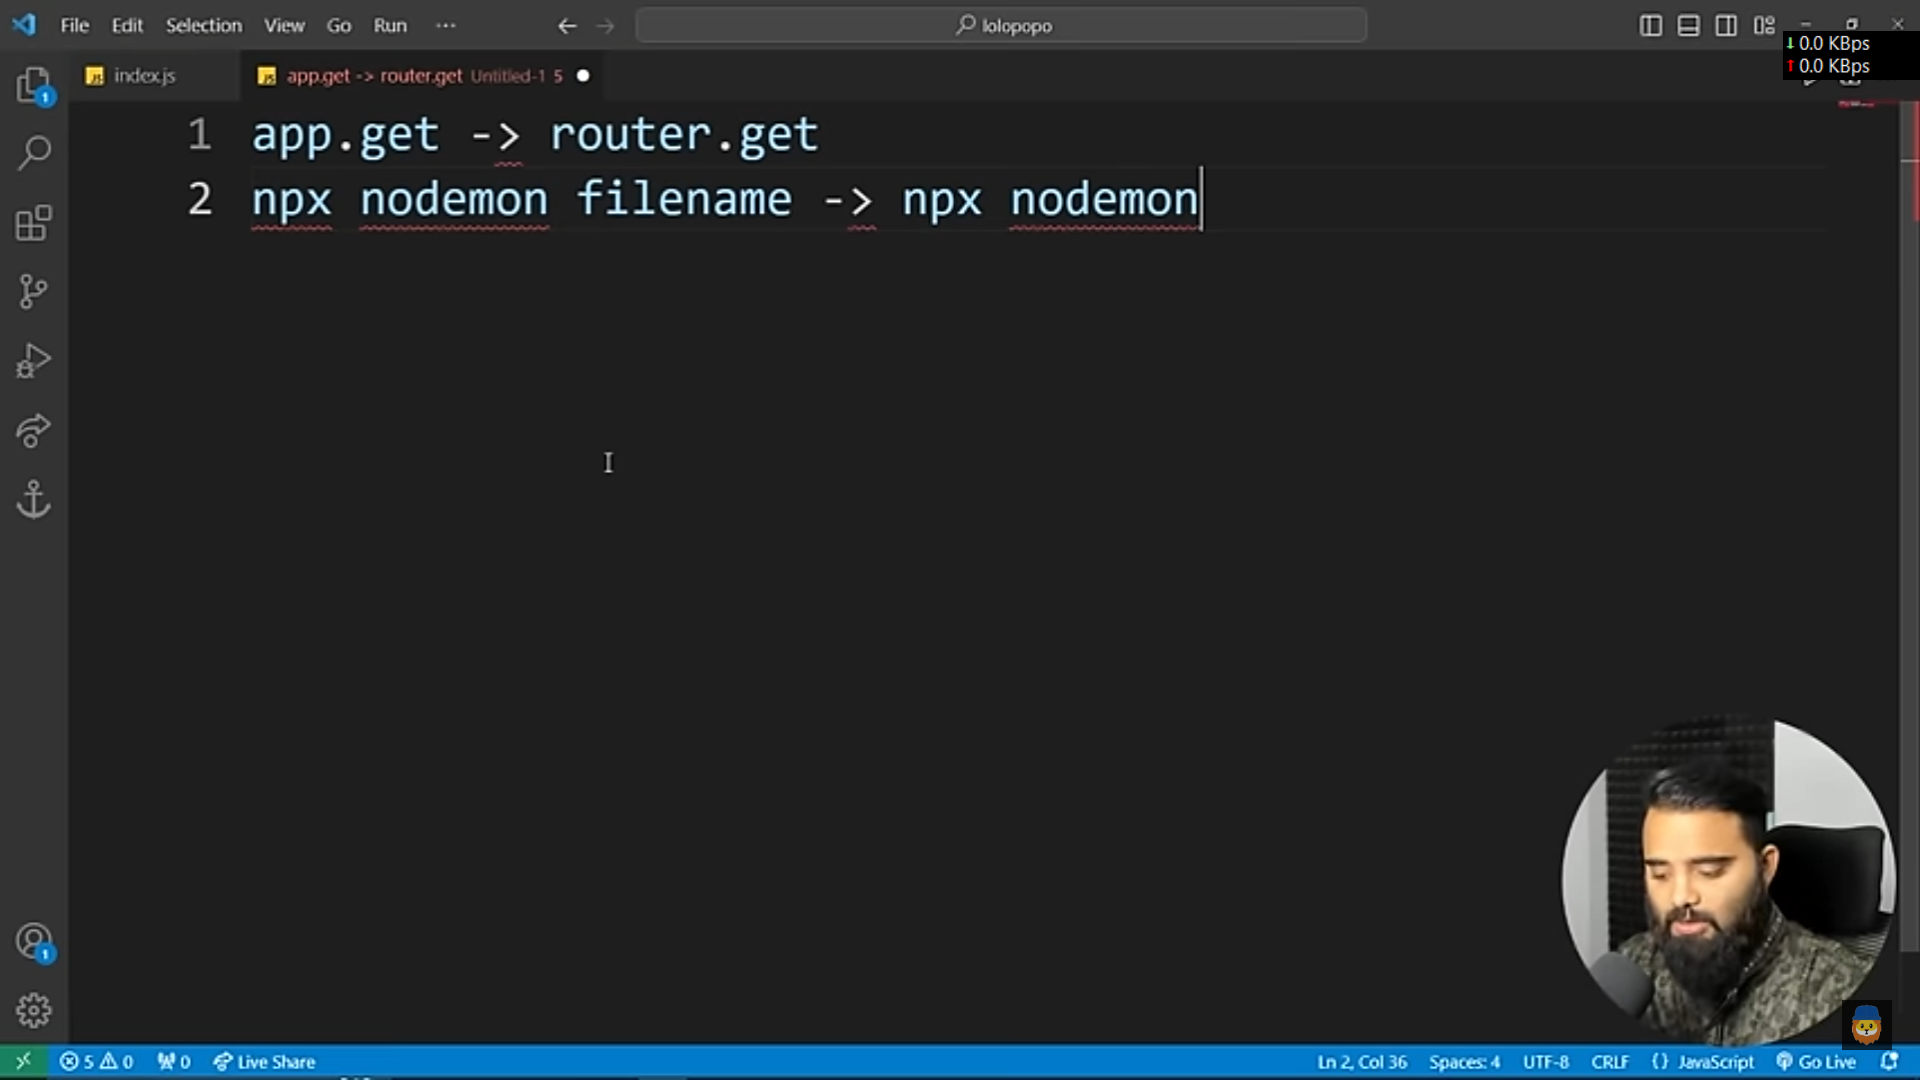 File Edit Selection View Go Run ··· lolopopo
0.0 KBps
0.0 KBps
index.js app.get -> router.get Untitled-1 5
1 app.get -> router.get
2 npx nodemon filename -> npx nodemon
1
1
5 0 0 Live Share Ln 2, Col 36 Spaces: 4 UTF-8 CRLF {} JavaScript Go Live